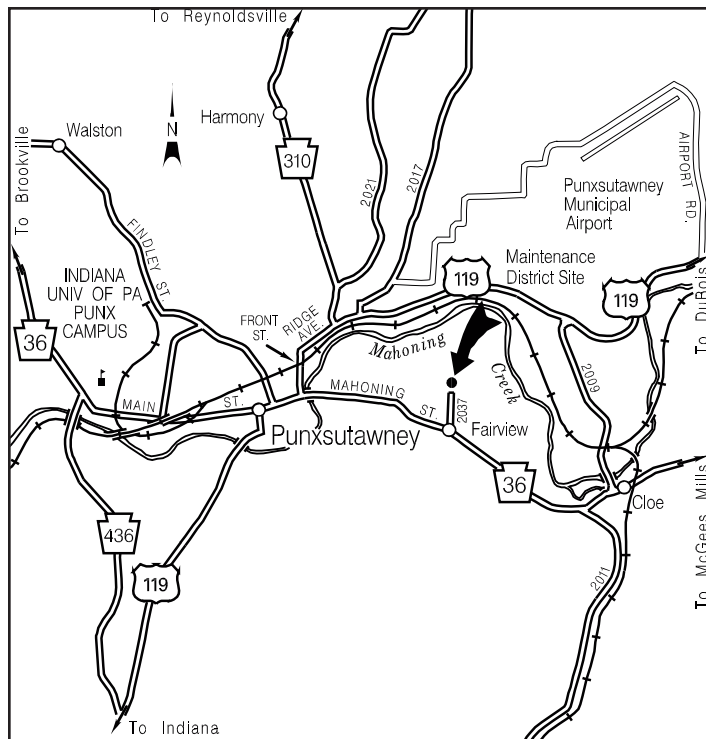 To Reynoldsville
To Brookville
Walston
N
Harmony
310
2021
2017
AIRPORT RD.
Punxsutawney
Municipal
Airport
FINDLEY ST.
INDIANA
UNIV OF PA
PUNX
CAMPUS
36
119
Maintenance
District Site
119
To DuBois
FRONT
ST.
RIDGE
AVE.
Mahoning
Creek
2009
MAIN
ST.
MAHONING
ST.
2037
Punxsutawney
Fairview
36
Cloe
To McGees Mills
436
119
2011
To Indiana